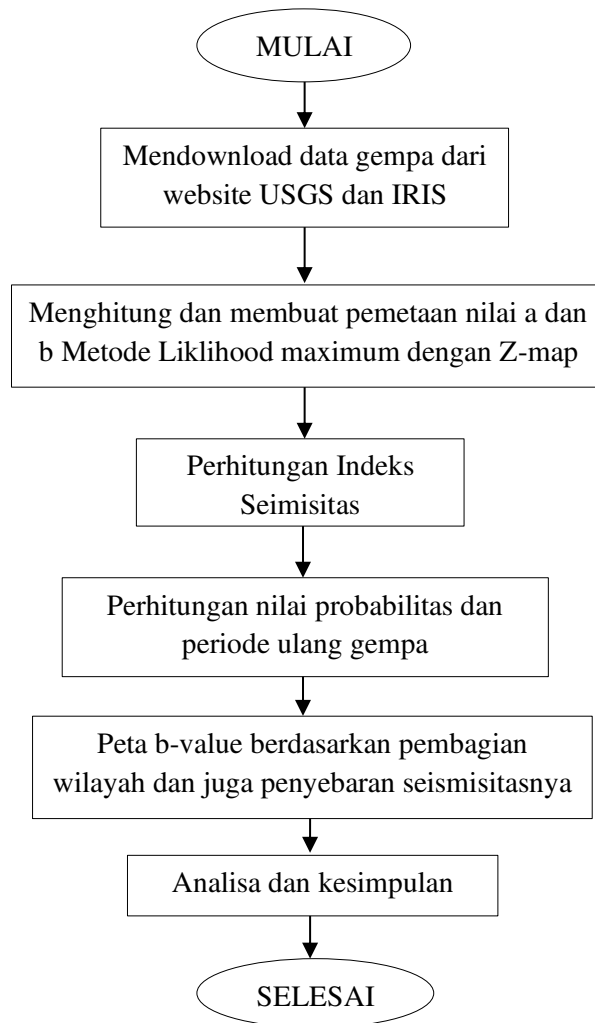 MULAI
Mendownload data gempa dari
website USGS dan IRIS
Menghitung dan membuat pemetaan nilai a dan
b Metode Liklihood maximum dengan Z-map
Perhitungan Indeks
Seimisitas
Perhitungan nilai probabilitas dan
periode ulang gempa
Peta b-value berdasarkan pembagian
wilayah dan juga penyebaran seismisitasnya
Analisa dan kesimpulan
SELESAI